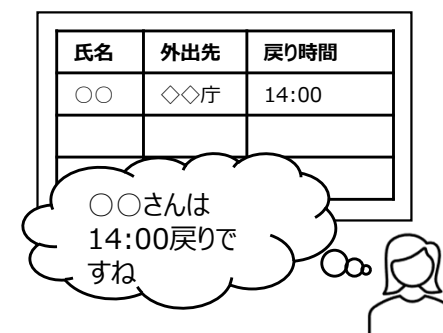 氏名 外出先 戻り時間
○○ ◇◇庁 14:00
○○さんは
14:00戻りで
すね